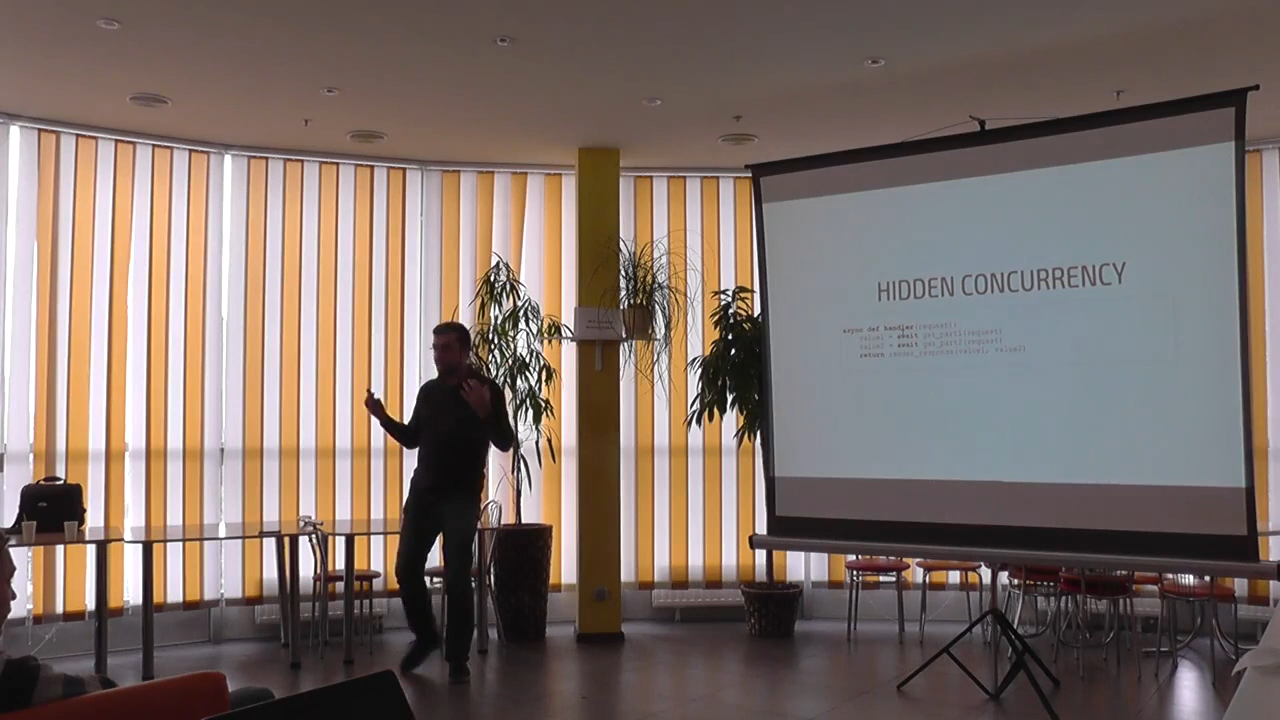 HIDDEN CONCURRENCY
async def handler(request):
value1 = await get_part1(request)
value2 = await get_part2(request)
return render_response(value1, value2)